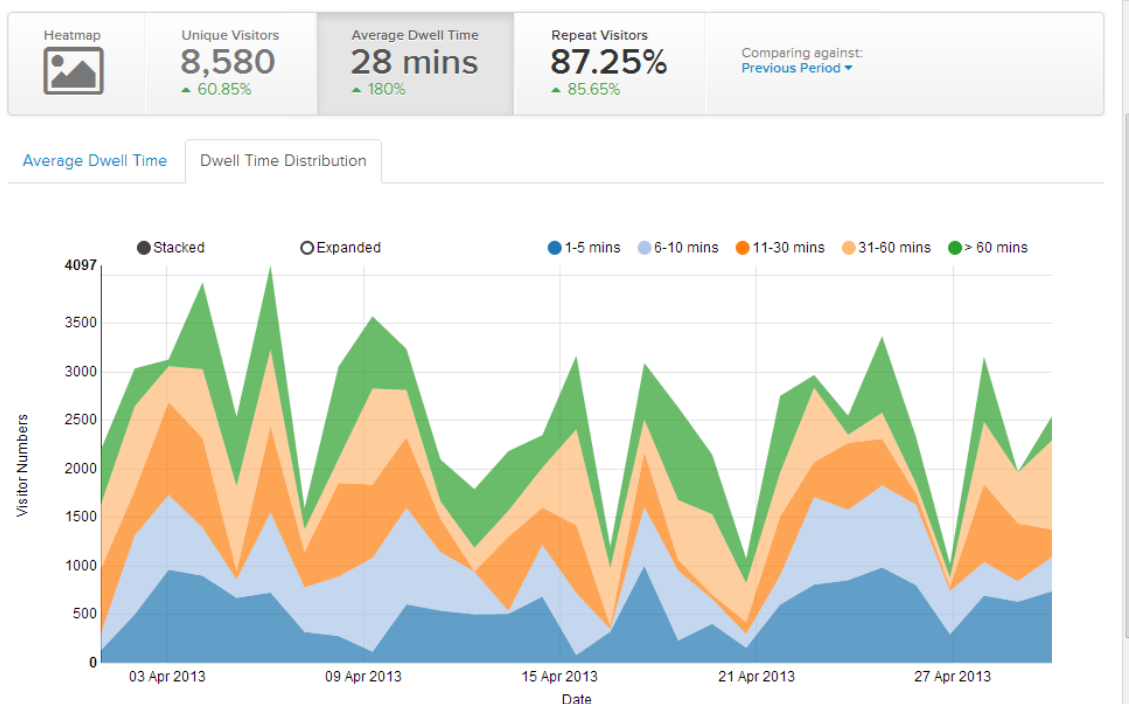 Heatmap
Unique Visitors
8,580
60.85%
Average Dwell Time
28 mins
180%
Repeat Visitors
87.25%
85.65%
Comparing against:
Previous Period
Average Dwell Time
Dwell Time Distribution
Stacked
Expanded
1-5 mins
6-10 mins
11-30 mins
31-60 mins
> 60 mins
4097
3500
3000
2500
2000
1500
1000
500
0
Visitor Numbers
03 Apr 2013
09 Apr 2013
15 Apr 2013
21 Apr 2013
27 Apr 2013
Date